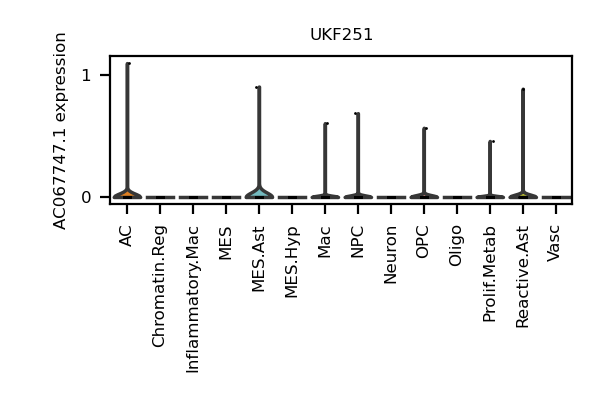 UKF251
AC067747.1 expression
1
0
AC
Chromatin.Reg
Inflammatory.Mac
MES
MES.Ast
MES.Hyp
Mac
NPC
Neuron
OPC
Oligo
Prolif.Metab
Reactive.Ast
Vasc